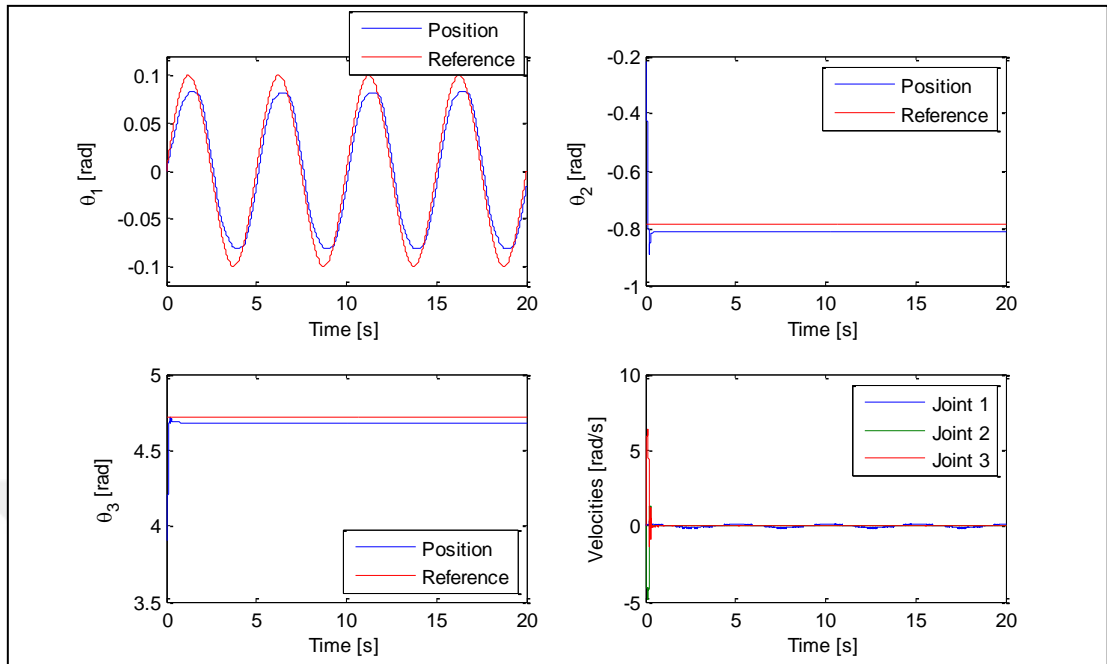 Position
Reference
0.1
0.05
0
-0.05
-0.1
θ1 [rad]
0 5 10 15 20
Time [s]
Position
Reference
-0.2
-0.4
-0.6
-0.8
-1
θ2 [rad]
0 5 10 15 20
Time [s]
5
4.5
4
3.5
θ3 [rad]
Position
Reference
0 5 10 15 20
Time [s]
10
5
0
-5
Velocities [rad/s]
Joint 1
Joint 2
Joint 3
0 5 10 15 20
Time [s]